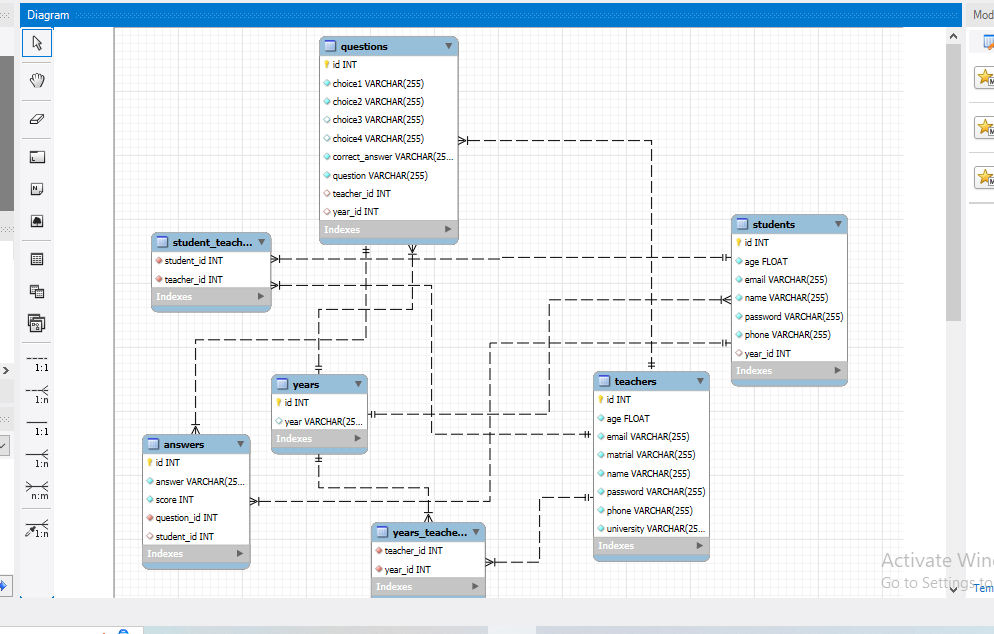 Diagram
Mod
questions
id INT
choice1 VARCHAR(255)
choice2 VARCHAR(255)
choice3 VARCHAR(255)
choice4 VARCHAR(255)
correct_answer VARCHAR(25...
question VARCHAR(255)
teacher_id INT
year_id INT
Indexes
student_teach...
student_id INT
teacher_id INT
Indexes
students
id INT
age FLOAT
email VARCHAR(255)
name VARCHAR(255)
password VARCHAR(255)
phone VARCHAR(255)
year_id INT
Indexes
years
id INT
year VARCHAR(25...
Indexes
teachers
id INT
age FLOAT
email VARCHAR(255)
matrial VARCHAR(255)
name VARCHAR(255)
password VARCHAR(255)
phone VARCHAR(255)
university VARCHAR(25...
Indexes
answers
id INT
answer VARCHAR(25...
score INT
question_id INT
student_id INT
Indexes
years_teache...
teacher_id INT
year_id INT
Indexes
1:1
1:n
1:1
1:n
n:m
1:n
Activate Win
Go to Settings to
Tem